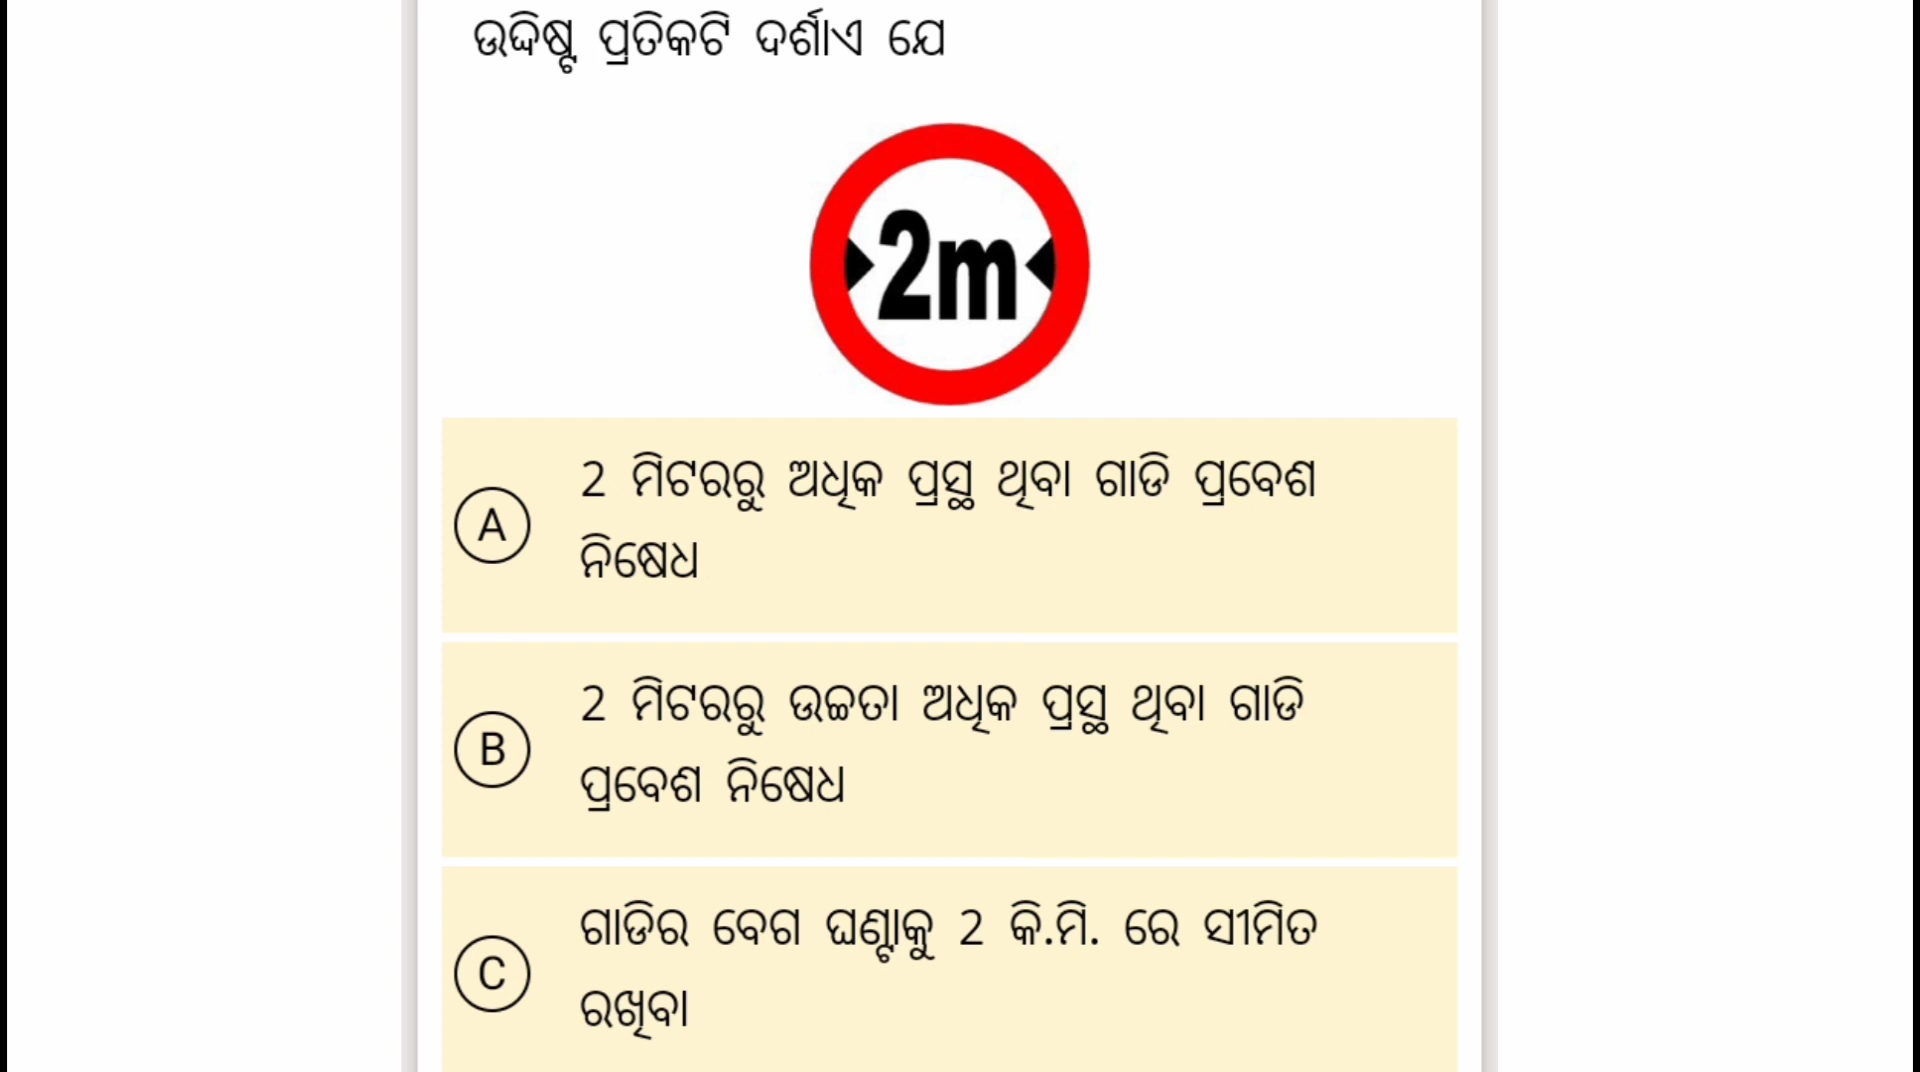 ଉଦ୍ଦିଷ୍ଟ ପ୍ରତିକଟି ଦର୍ଶାଏ ଯେ
2m
A
2 ମିଟରରୁ ଅଧିକ ପ୍ରସ୍ଥ ଥିବା ଗାଡି ପ୍ରବେଶ
ନିଷେଧ
B
2 ମିଟରରୁ ଉଚ୍ଚତା ଅଧିକ ପ୍ରସ୍ଥ ଥିବା ଗାଡି
ପ୍ରବେଶ ନିଷେଧ
C
ଗାଡିର ବେଗ ଘଣ୍ଟାକୁ 2 କି.ମି. ରେ ସୀମିତ
ରଖିବା